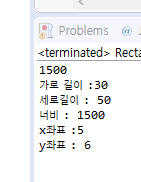 Problems @
<terminated> Recta
1500
가로 길이 :30
세로길이 : 50
너비 : 1500
x좌표 :5
y좌표 : 6